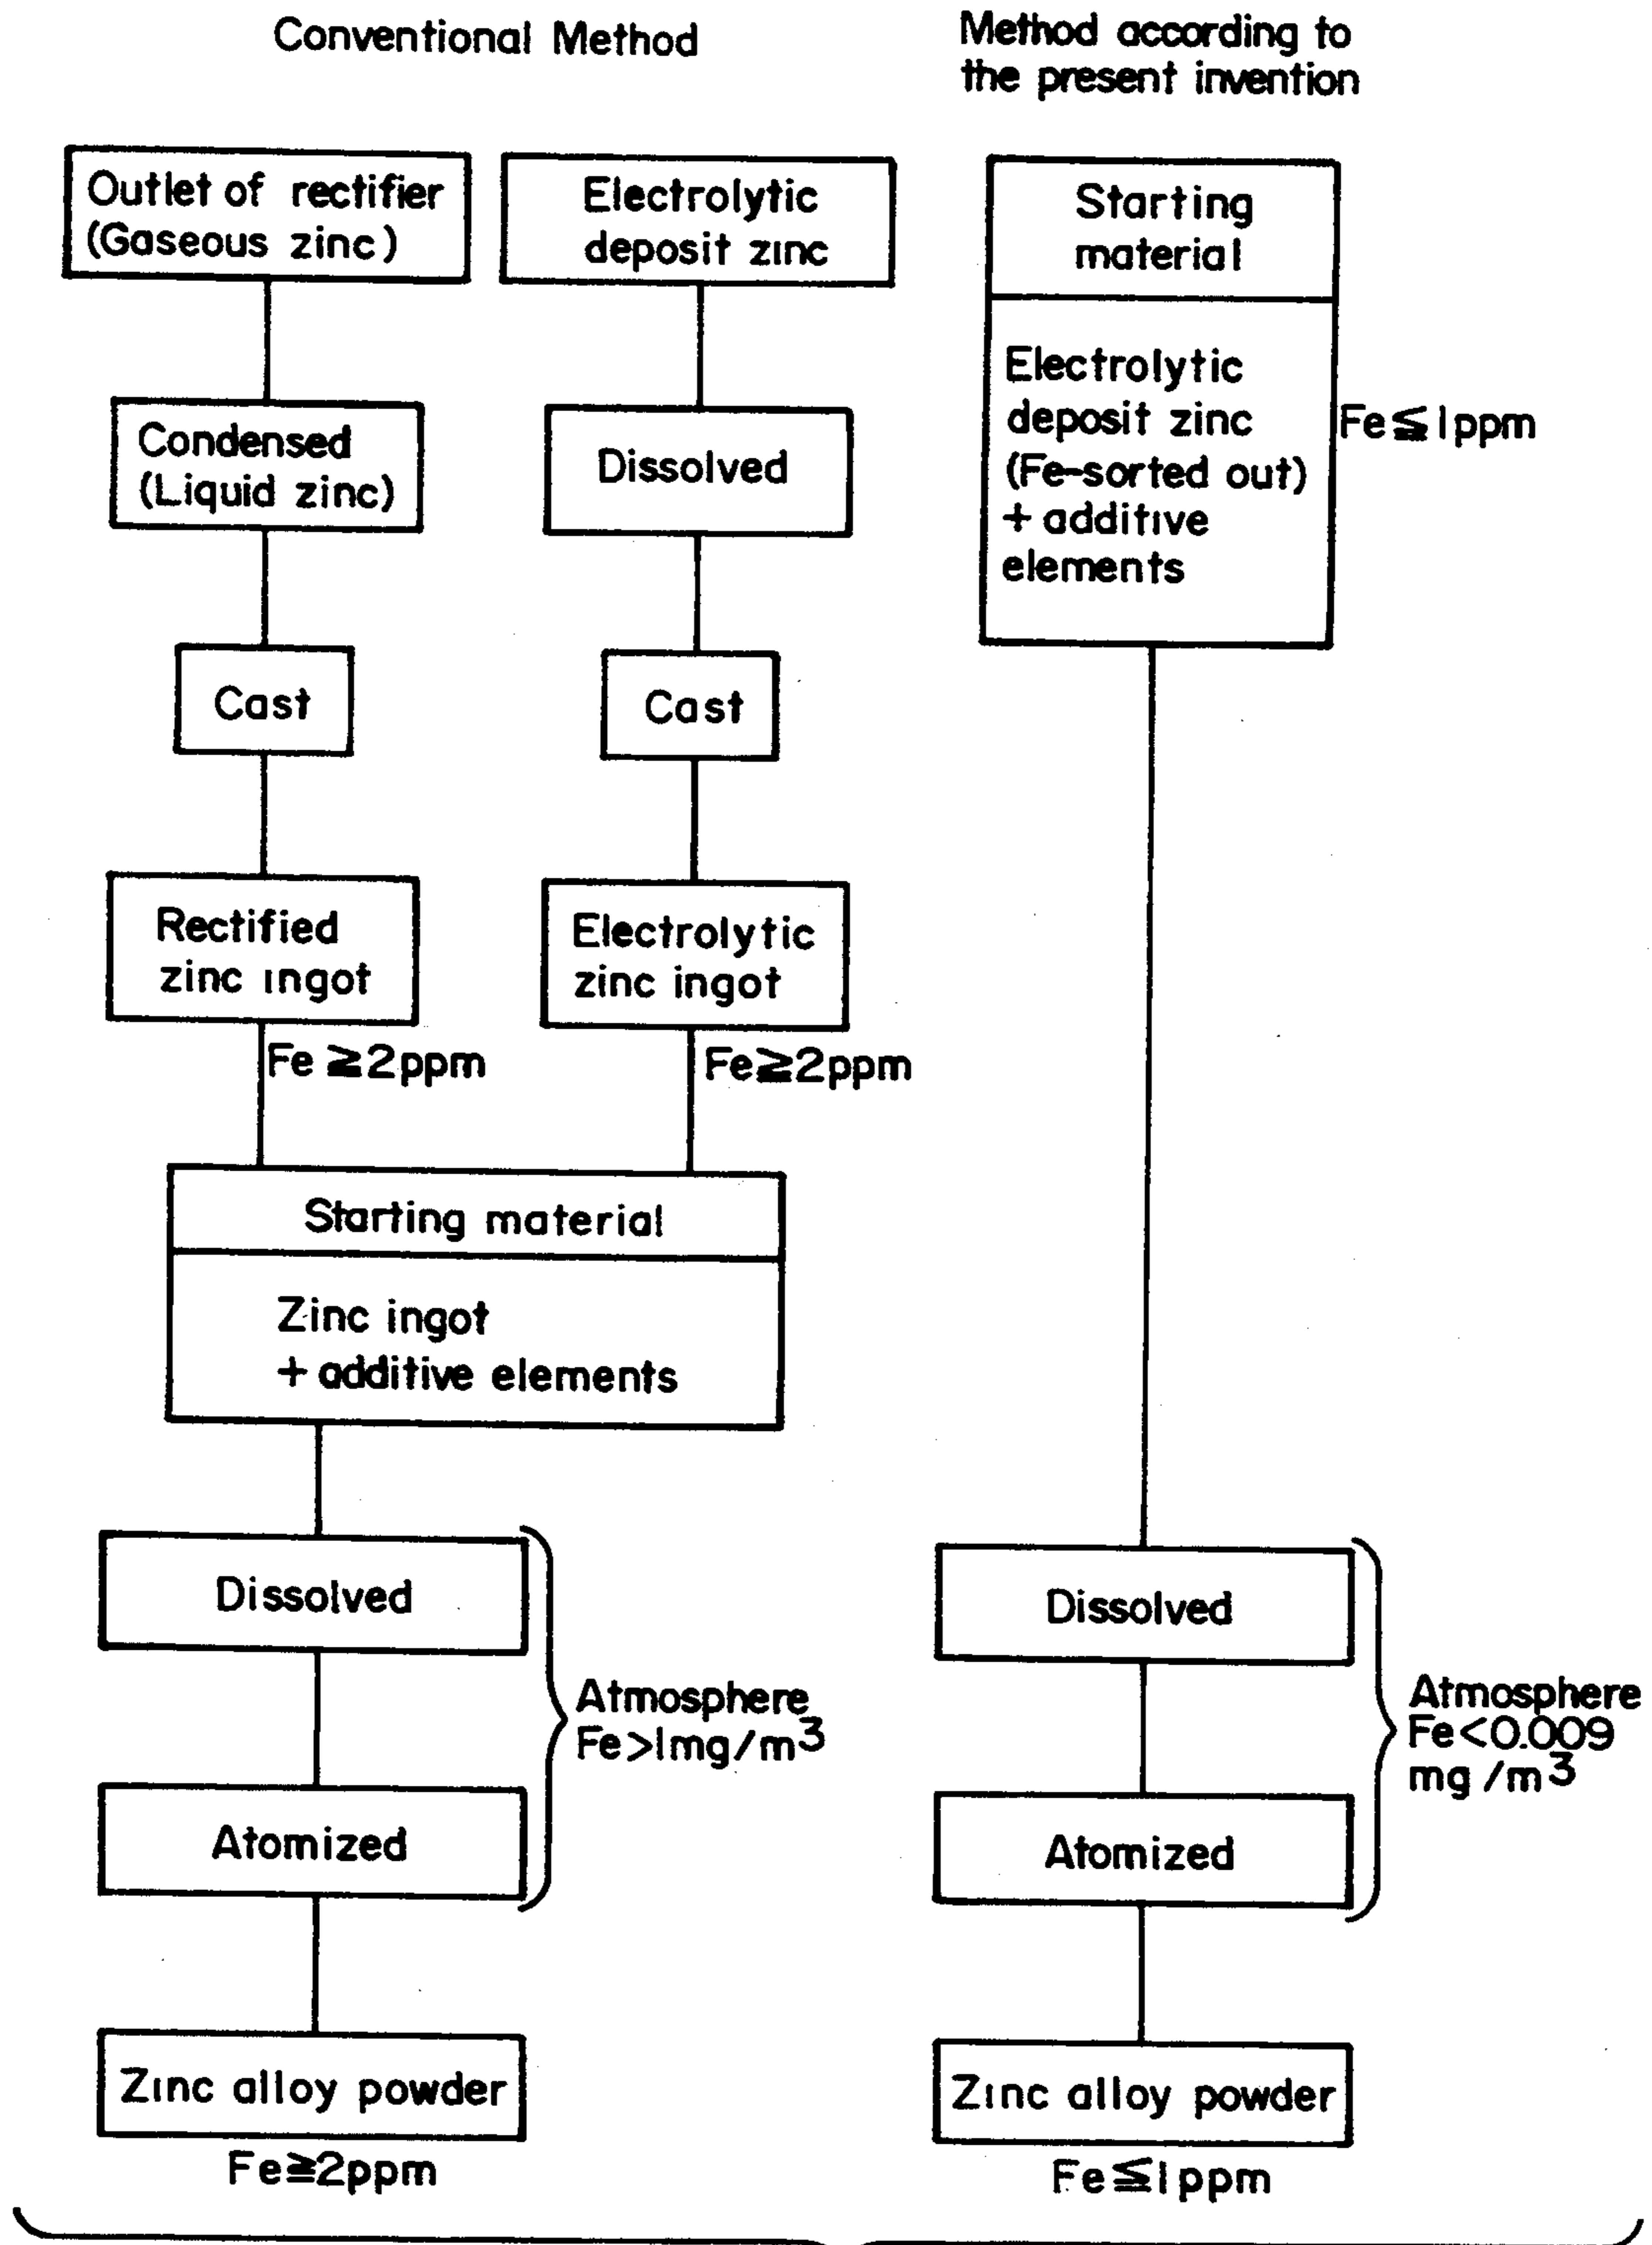 Conventional Method
Outlet of rectifier
(Gaseous zinc)
Condensed
(Liquid zinc)
Cast
Rectified
zinc ingot
Fe ≧2ppm
Electrolytic
deposit zinc
Dissolved
Cast
Electrolytic
zinc ingot
Fe≧2ppm
Starting material
Zinc ingot
+ additive elements
Dissolved
Atomized
Atmosphere
Fe>1mg/m³
Zinc alloy powder
Fe≧2ppm
Method according to
the present invention
Starting
material
Electrolytic
deposit zinc
(Fe-sorted out)
+ additive
elements
Fe≦1ppm
Dissolved
Atomized
Atmosphere
Fe<0.009
mg/m³
Zinc alloy powder
Fe≦1ppm